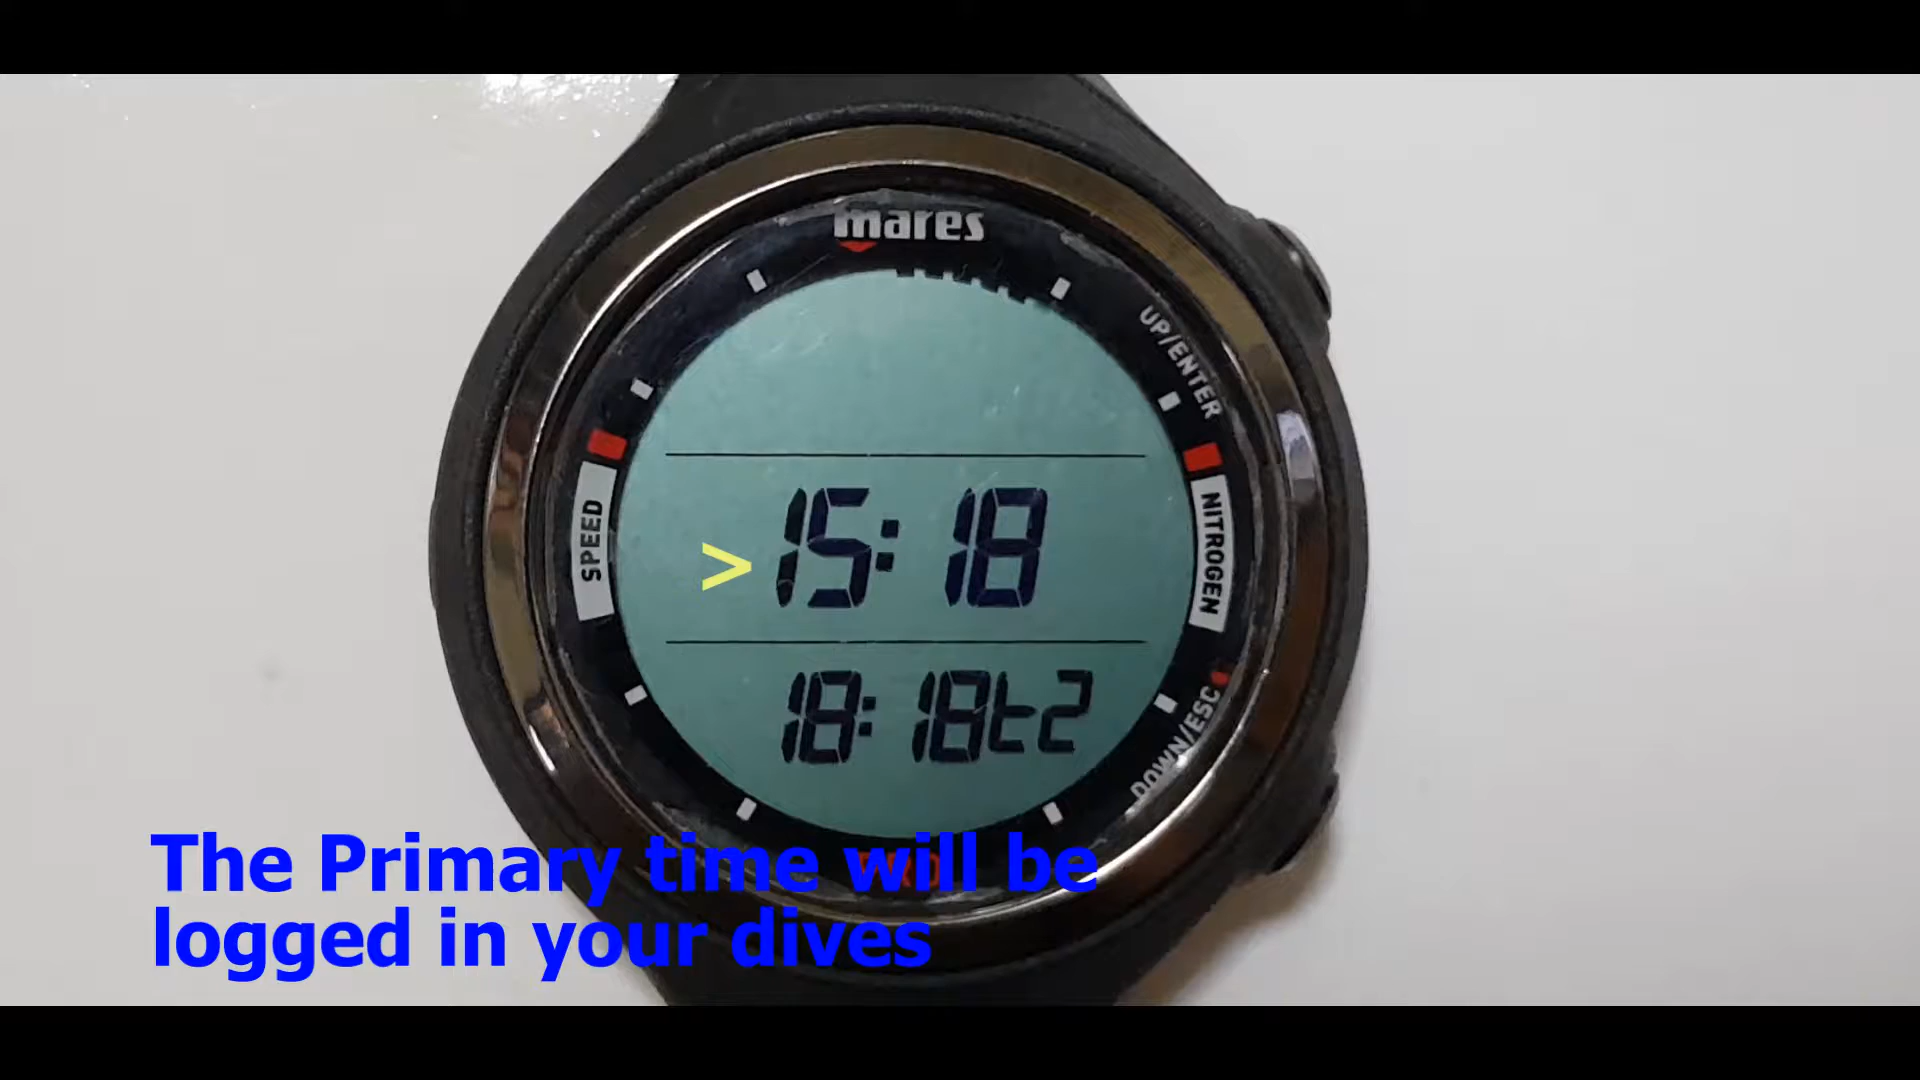 mares
UP/ENTER
SPEED
NITROGEN
> 15:18
18:18t2
DOWN/ESC
PRO
The Primary time will be
logged in your dives